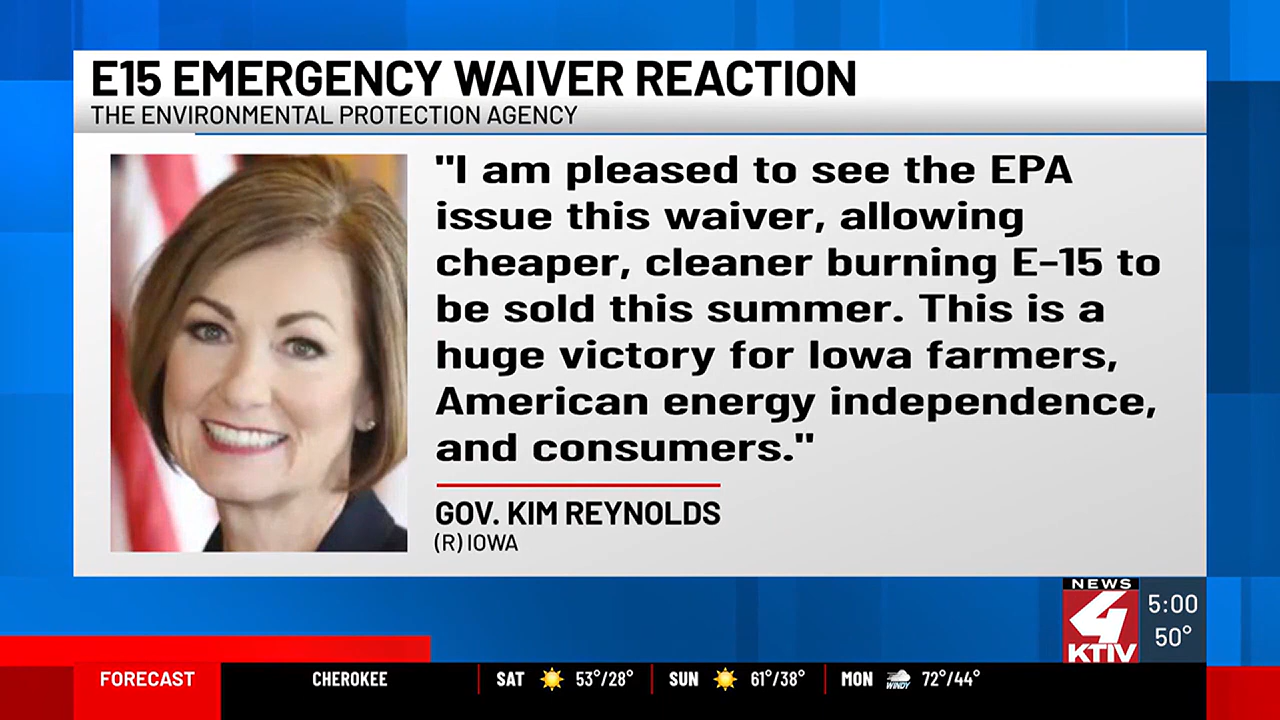 E15 EMERGENCY WAIVER REACTION
THE ENVIRONMENTAL PROTECTION AGENCY
"I am pleased to see the EPA
issue this waiver, allowing
cheaper, cleaner burning E-15 to
be sold this summer. This is a
huge victory for Iowa farmers,
American energy independence,
and consumers."
GOV. KIM REYNOLDS
(R) IOWA
NEWS
4
KTIV
5:00
50°
FORECAST CHEROKEE SAT 53°/28° SUN 61°/38° MON WINDY 72°/44°